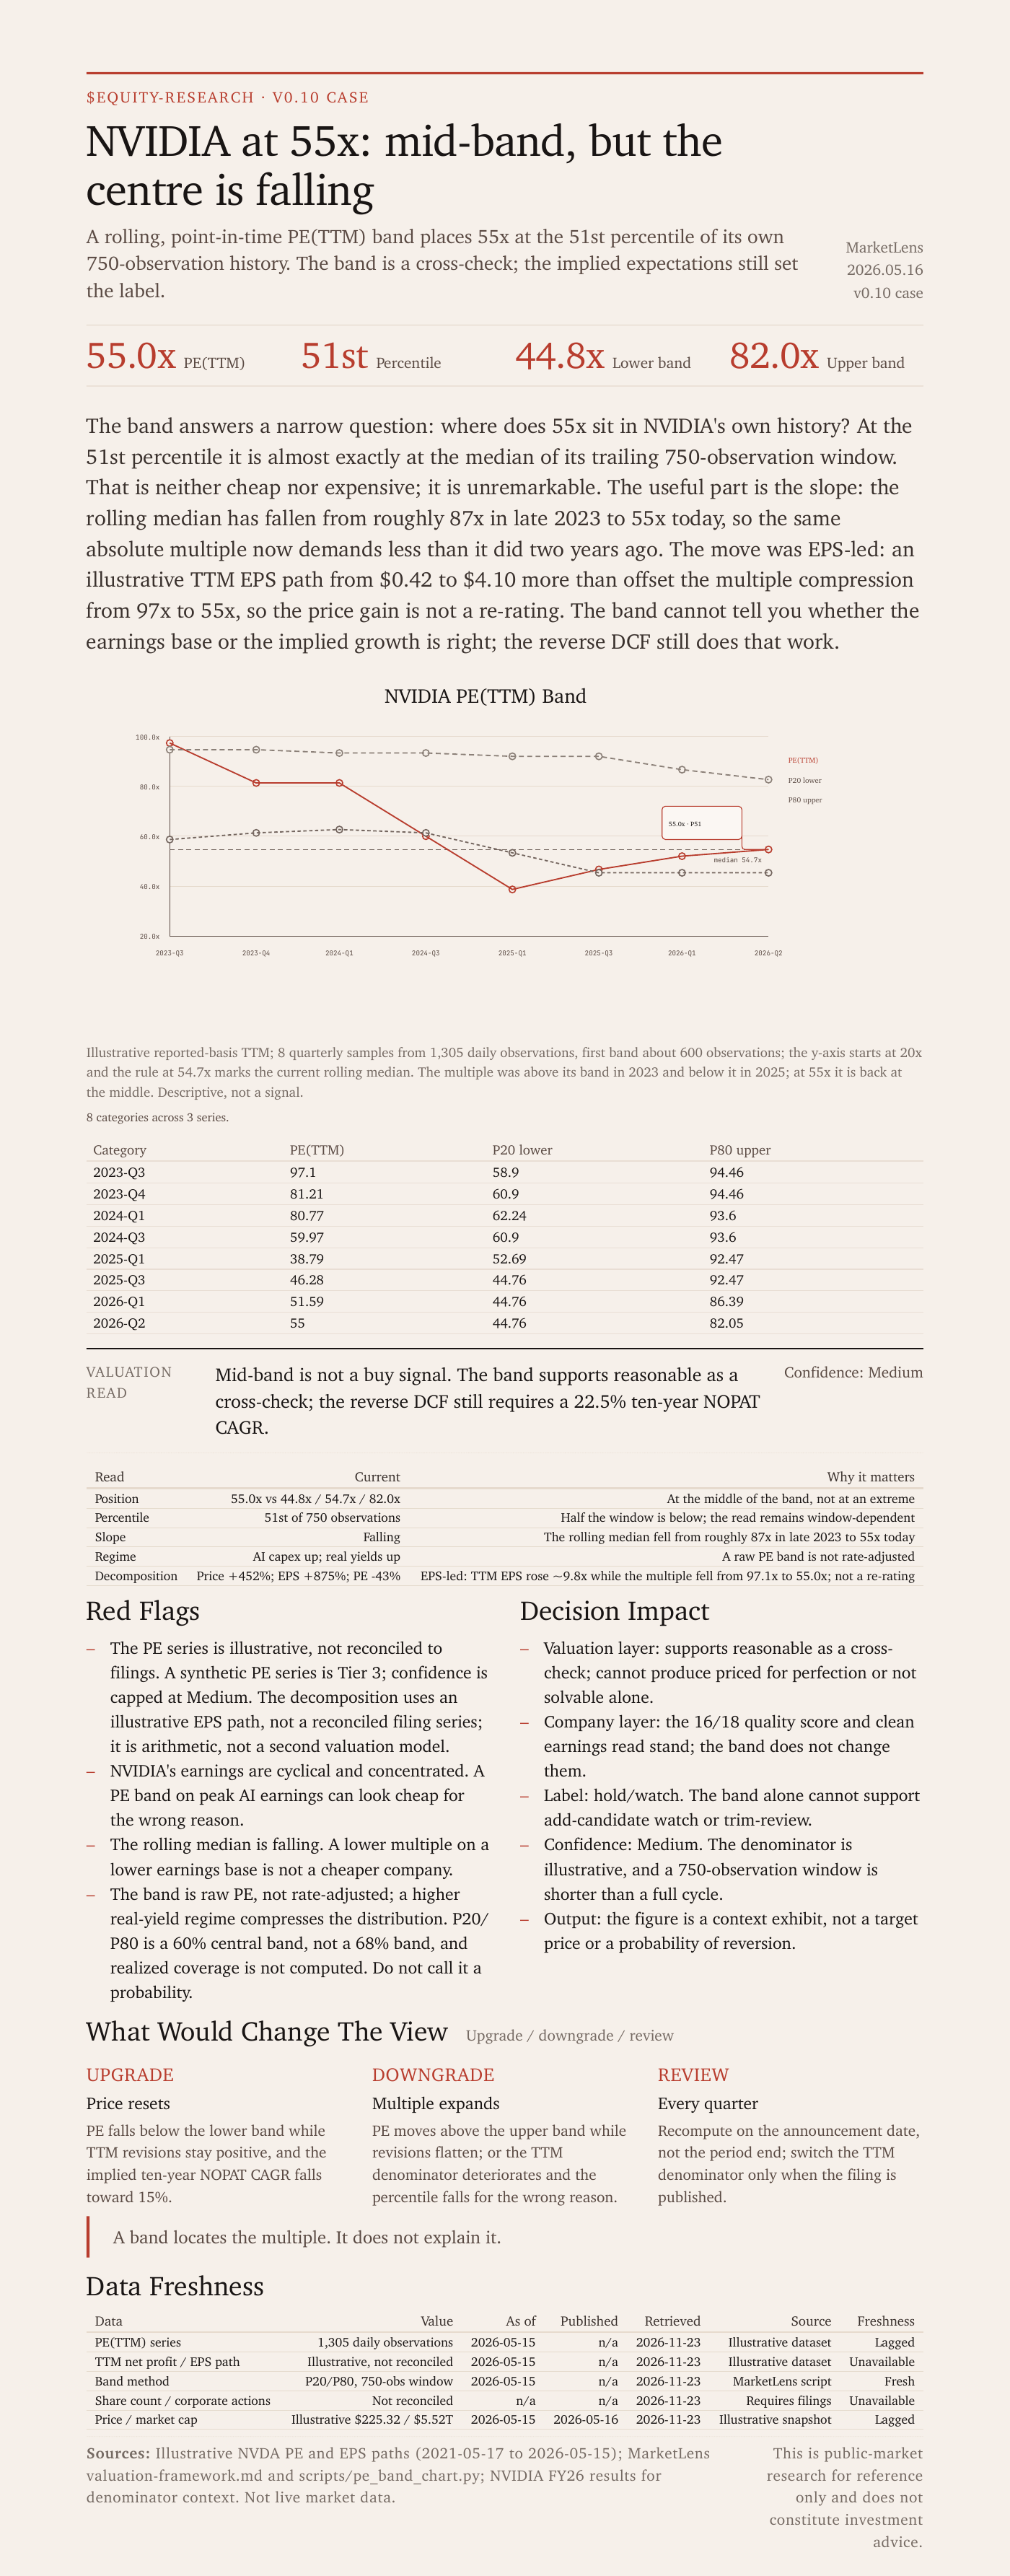 $EQUITY-RESEARCH · V0.10 CASE
NVIDIA at 55x: mid-band, but the
centre is falling
A rolling, point-in-time PE(TTM) band places 55x at the 51st percentile of its own
750-observation history. The band is a cross-check; the implied expectations still set
the label.
MarketLens
2026.05.16
v0.10 case
55.0x PE(TTM) 51st Percentile 44.8x Lower band 82.0x Upper band
The band answers a narrow question: where does 55x sit in NVIDIA's own history? At the
51st percentile it is almost exactly at the median of its trailing 750-observation window.
That is neither cheap nor expensive; it is unremarkable. The useful part is the slope: the
rolling median has fallen from roughly 87x in late 2023 to 55x today, so the same
absolute multiple now demands less than it did two years ago. The move was EPS-led: an
illustrative TTM EPS path from $0.42 to $4.10 more than offset the multiple compression
from 97x to 55x, so the price gain is not a re-rating. The band cannot tell you whether the
earnings base or the implied growth is right; the reverse DCF still does that work.
NVIDIA PE(TTM) Band
100.0x
80.0x
60.0x
40.0x
20.0x
PE(TTM)
P20 lower
P80 upper
55.0x · P51
median 54.7x
2023-Q3 2023-Q4 2024-Q1 2024-Q3 2025-Q1 2025-Q3 2026-Q1 2026-Q2
Illustrative reported-basis TTM; 8 quarterly samples from 1,305 daily observations, first band about 600 observations; the y-axis starts at 20x
and the rule at 54.7x marks the current rolling median. The multiple was above its band in 2023 and below it in 2025; at 55x it is back at
the middle. Descriptive, not a signal.
8 categories across 3 series.
Category PE(TTM) P20 lower P80 upper
2023-Q3 97.1 58.9 94.46
2023-Q4 81.21 60.9 94.46
2024-Q1 80.77 62.24 93.6
2024-Q3 59.97 60.9 93.6
2025-Q1 38.79 52.69 92.47
2025-Q3 46.28 44.76 92.47
2026-Q1 51.59 44.76 86.39
2026-Q2 55 44.76 82.05
VALUATION
READ
Mid-band is not a buy signal. The band supports reasonable as a
cross-check; the reverse DCF still requires a 22.5% ten-year NOPAT
CAGR.
Confidence: Medium
Read Current Why it matters
Position 55.0x vs 44.8x / 54.7x / 82.0x At the middle of the band, not at an extreme
Percentile 51st of 750 observations Half the window is below; the read remains window-dependent
Slope Falling The rolling median fell from roughly 87x in late 2023 to 55x today
Regime AI capex up; real yields up A raw PE band is not rate-adjusted
Decomposition Price +452%; EPS +875%; PE -43% EPS-led: TTM EPS rose ~9.8x while the multiple fell from 97.1x to 55.0x; not a re-rating
Red Flags
– The PE series is illustrative, not reconciled to
filings. A synthetic PE series is Tier 3; confidence is
capped at Medium. The decomposition uses an
illustrative EPS path, not a reconciled filing series;
it is arithmetic, not a second valuation model.
– NVIDIA's earnings are cyclical and concentrated. A
PE band on peak AI earnings can look cheap for
the wrong reason.
– The rolling median is falling. A lower multiple on a
lower earnings base is not a cheaper company.
– The band is raw PE, not rate-adjusted; a higher
real-yield regime compresses the distribution. P20/
P80 is a 60% central band, not a 68% band, and
realized coverage is not computed. Do not call it a
probability.
Decision Impact
– Valuation layer: supports reasonable as a cross-
check; cannot produce priced for perfection or not
solvable alone.
– Company layer: the 16/18 quality score and clean
earnings read stand; the band does not change
them.
– Label: hold/watch. The band alone cannot support
add-candidate watch or trim-review.
– Confidence: Medium. The denominator is
illustrative, and a 750-observation window is
shorter than a full cycle.
– Output: the figure is a context exhibit, not a target
price or a probability of reversion.
What Would Change The View Upgrade / downgrade / review
UPGRADE
Price resets
PE falls below the lower band while
TTM revisions stay positive, and the
implied ten-year NOPAT CAGR falls
toward 15%.
DOWNGRADE
Multiple expands
PE moves above the upper band while
revisions flatten; or the TTM
denominator deteriorates and the
percentile falls for the wrong reason.
REVIEW
Every quarter
Recompute on the announcement date,
not the period end; switch the TTM
denominator only when the filing is
published.
A band locates the multiple. It does not explain it.
Data Freshness
Data Value As of Published Retrieved Source Freshness
PE(TTM) series 1,305 daily observations 2026-05-15 n/a 2026-11-23 Illustrative dataset Lagged
TTM net profit / EPS path Illustrative, not reconciled 2026-05-15 n/a 2026-11-23 Illustrative dataset Unavailable
Band method P20/P80, 750-obs window 2026-05-15 n/a 2026-11-23 MarketLens script Fresh
Share count / corporate actions Not reconciled n/a n/a 2026-11-23 Requires filings Unavailable
Price / market cap Illustrative $225.32 / $5.52T 2026-05-15 2026-05-16 2026-11-23 Illustrative snapshot Lagged
Sources: Illustrative NVDA PE and EPS paths (2021-05-17 to 2026-05-15); MarketLens
valuation-framework.md and scripts/pe_band_chart.py; NVIDIA FY26 results for
denominator context. Not live market data.
This is public-market
research for reference
only and does not
constitute investment
advice.